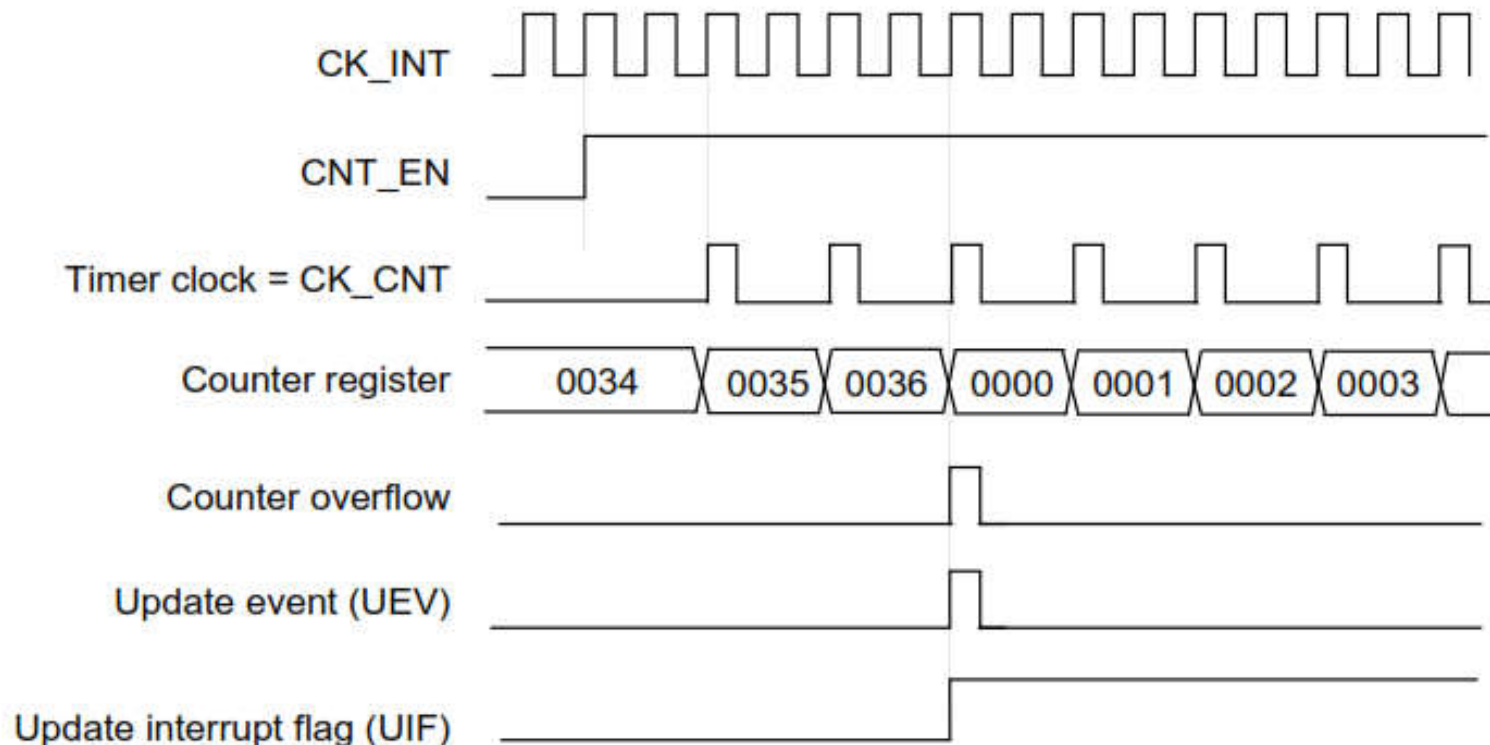 CK_INT
CNT_EN
Timer clock = CK_CNT
Counter register 0034 0035 0036 0000 0001 0002 0003
Counter overflow
Update event (UEV)
Update interrupt flag (UIF)